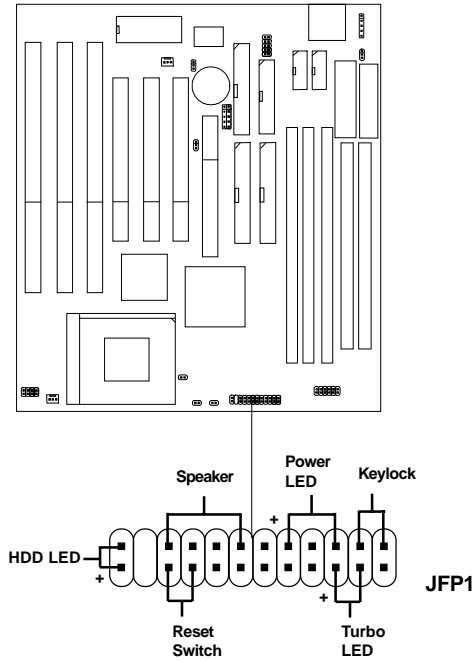 Speaker
Power
LED
Keylock
+
HDD LED
+
JFP1
+
Reset
Switch
Turbo
LED